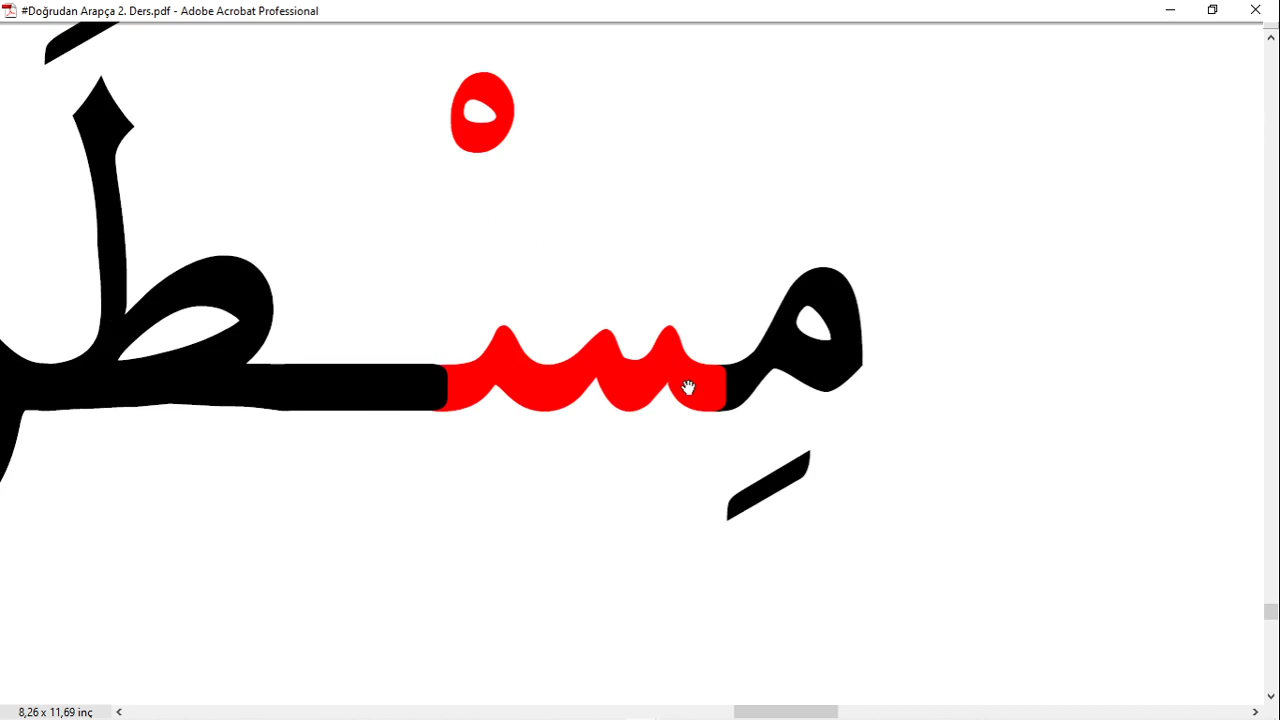 #Doğrudan Arapça 2. Ders.pdf - Adobe Acrobat Professional
مِسْط
8,26 x 11,69 inç